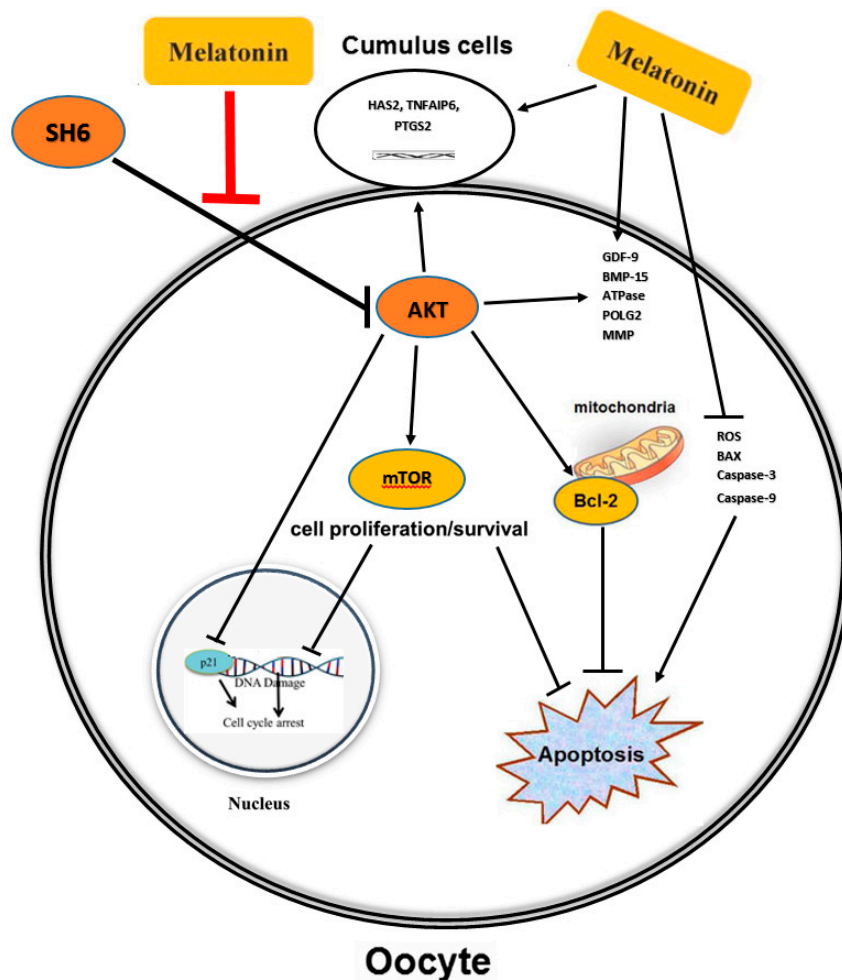 Melatonin
Cumulus cells
Melatonin
SH6
HAS2, TNFAIP6,
PTGS2
AKT
GDF-9
BMP-15
ATPase
POLG2
MMP
mitochondria
ROS
BAX
Caspase-3
Caspase-9
mTOR
Bcl-2
cell proliferation/survival
p21
DNA Damage
Cell cycle arrest
Nucleus
Apoptosis
Oocyte